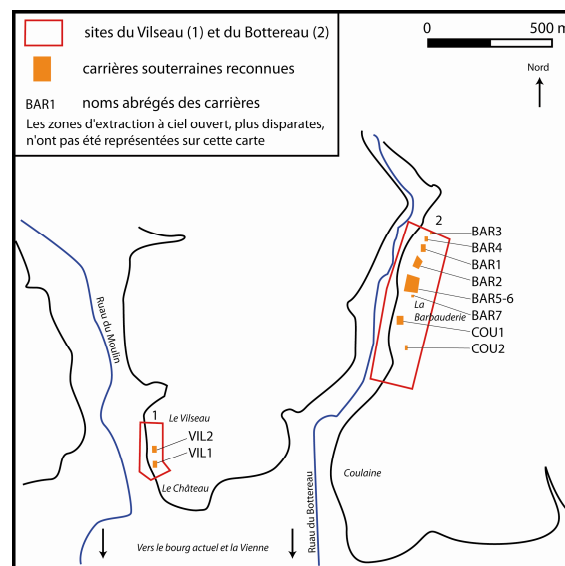 sites du Vilseau (1) et du Bottereau (2)
carrières souterraines reconnues
BAR1 noms abrégés des carrières
Les zones d'extraction à ciel ouvert, plus disparates,
n'ont pas été représentées sur cette carte
0 500 m
Nord
2
BAR3
BAR4
BAR1
BAR2
BAR5-6
La
Barbauderie
BAR7
COU1
COU2
Ruau du Moulin
1
Le Vilseau
VIL2
VIL1
Le Château
Coulaine
Ruau du Bottereau
Vers le bourg actuel et la Vienne